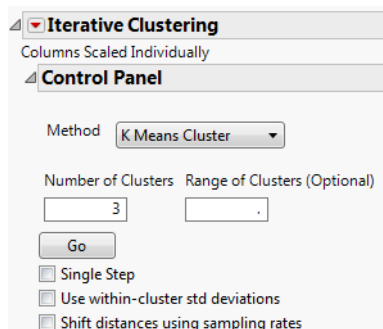 Iterative Clustering
Columns Scaled Individually
Control Panel
Method K Means Cluster
Number of Clusters Range of Clusters (Optional)
3 .
Go
Single Step
Use within-cluster std deviations
Shift distances using sampling rates